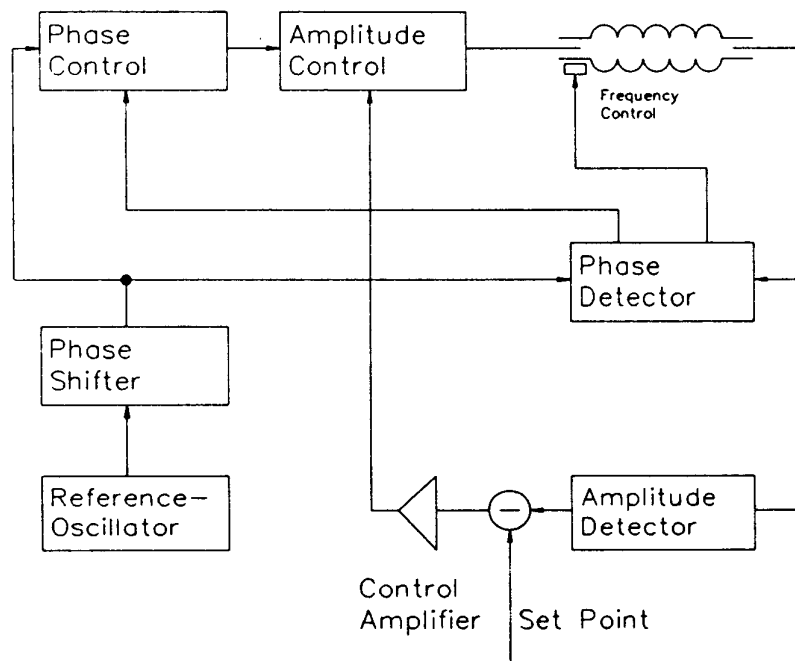 Phase
Control
Amplitude
Control
Frequency
Control
Phase
Detector
Phase
Shifter
Reference-
Oscillator
Amplitude
Detector
Control
Amplifier
Set Point